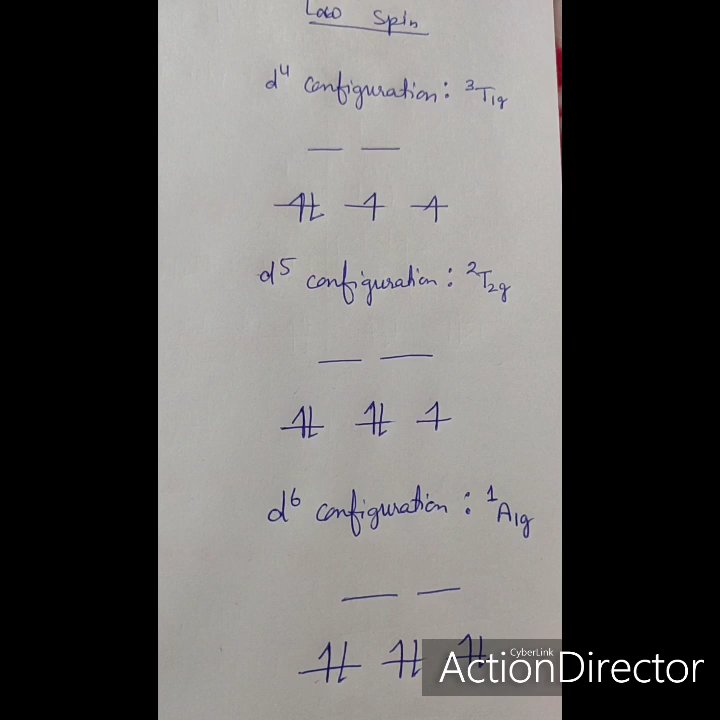 Low Spin
d⁴ configuration: ³T₁g
d⁵ configuration: ²T₂g
d⁶ configuration: ¹A₁g
CyberLink
ActionDirector